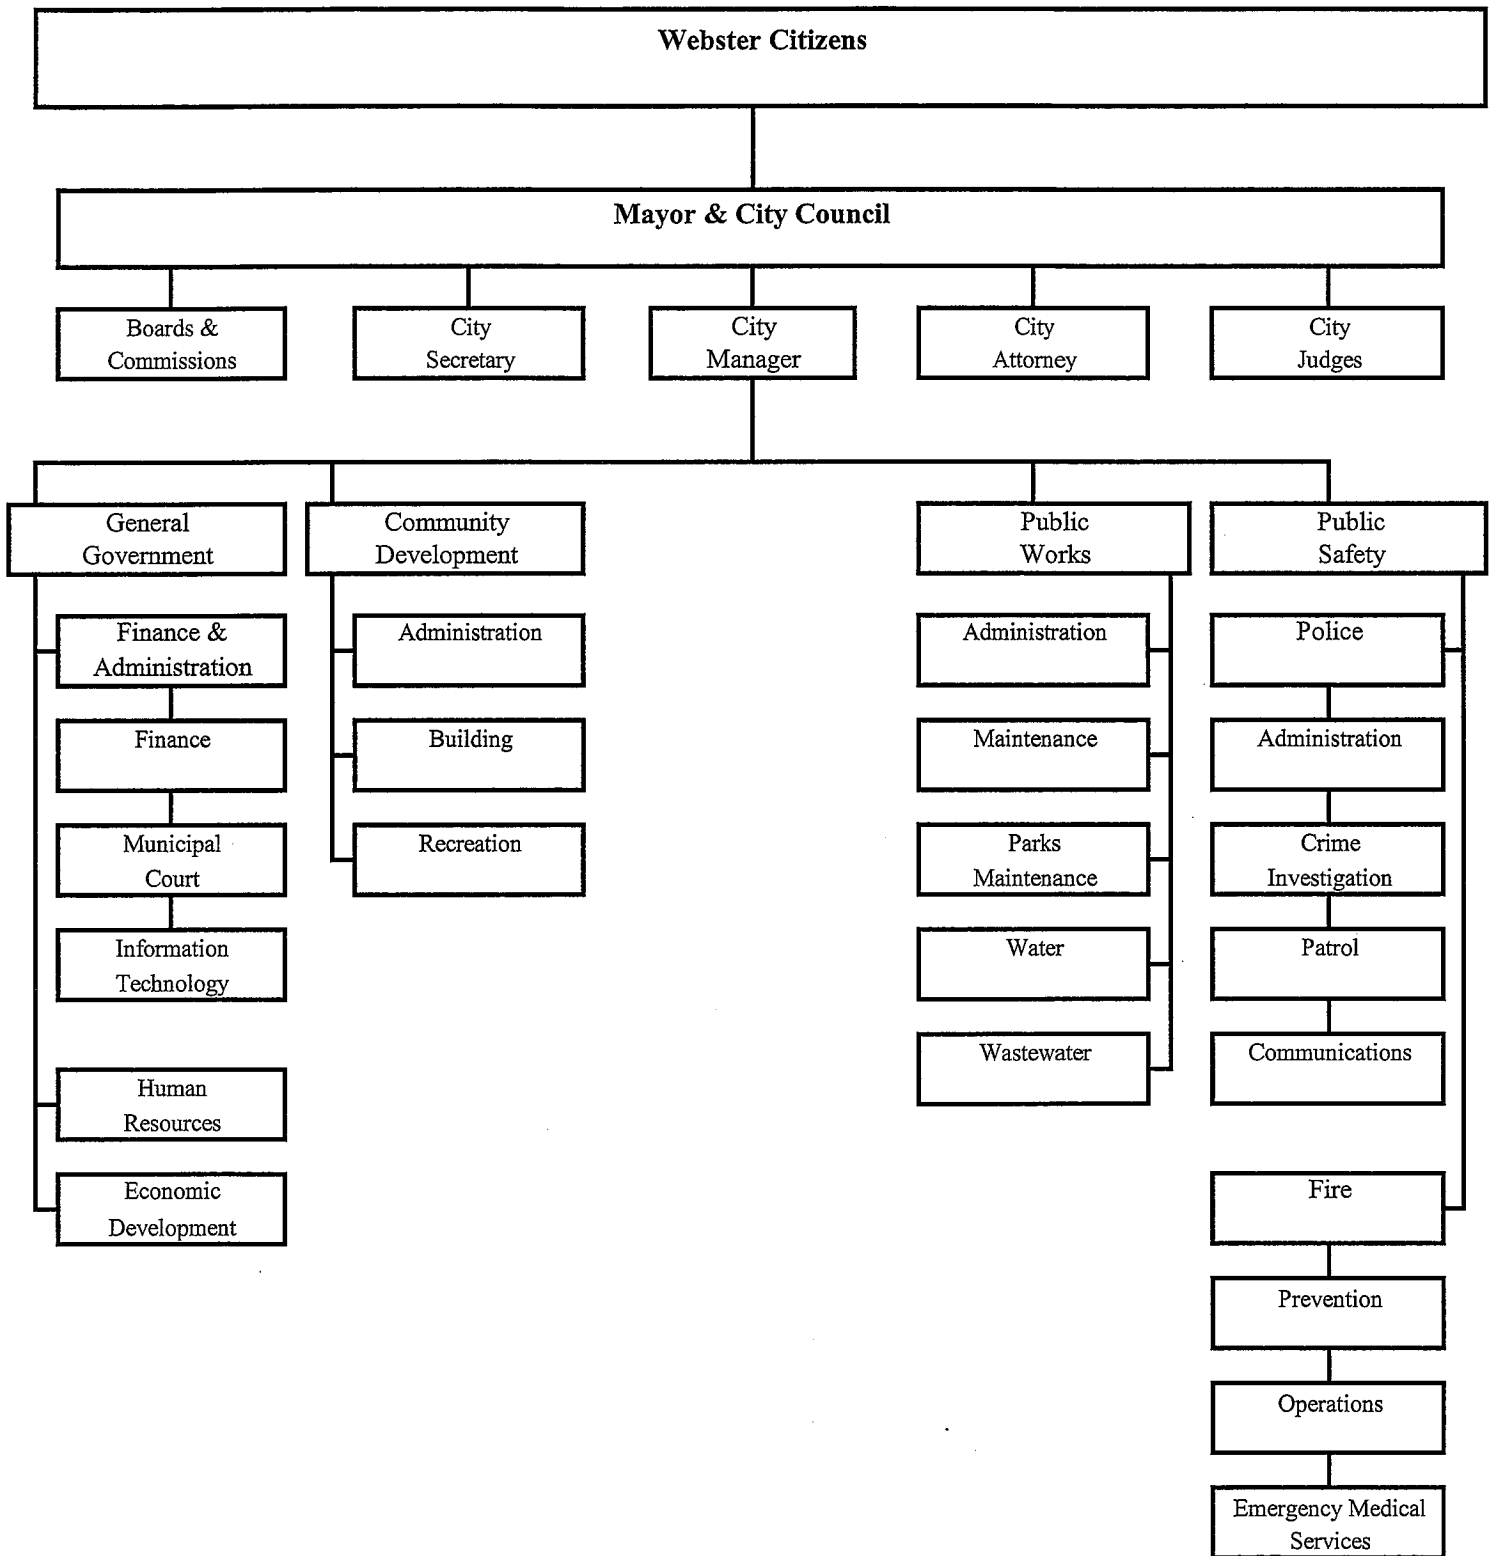 Webster Citizens
Mayor & City Council
Boards &
Commissions
City
Secretary
City
Manager
City
Attorney
City
Judges
General
Government
Community
Development
Public
Works
Public
Safety
Finance &
Administration
Finance
Municipal
Court
Information
Technology
Human
Resources
Economic
Development
Administration
Building
Recreation
Administration
Maintenance
Parks
Maintenance
Water
Wastewater
Police
Administration
Crime
Investigation
Patrol
Communications
Fire
Prevention
Operations
Emergency Medical
Services